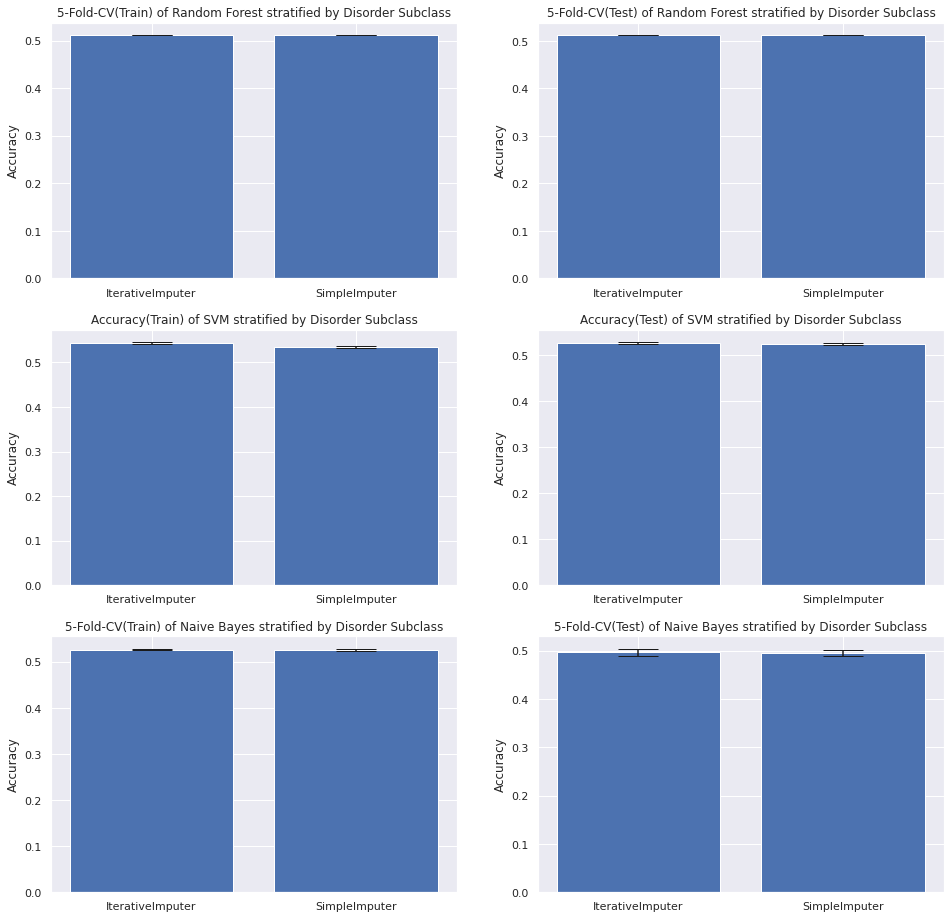 5-Fold-CV(Train) of Random Forest stratified by Disorder Subclass
0.5
0.4
0.3
0.2
0.1
0.0
Accuracy
IterativeImputer
SimpleImputer
5-Fold-CV(Test) of Random Forest stratified by Disorder Subclass
0.5
0.4
0.3
0.2
0.1
0.0
Accuracy
IterativeImputer
SimpleImputer
Accuracy(Train) of SVM stratified by Disorder Subclass
0.5
0.4
0.3
0.2
0.1
0.0
Accuracy
IterativeImputer
SimpleImputer
Accuracy(Test) of SVM stratified by Disorder Subclass
0.5
0.4
0.3
0.2
0.1
0.0
Accuracy
IterativeImputer
SimpleImputer
5-Fold-CV(Train) of Naive Bayes stratified by Disorder Subclass
0.5
0.4
0.3
0.2
0.1
0.0
Accuracy
IterativeImputer
SimpleImputer
5-Fold-CV(Test) of Naive Bayes stratified by Disorder Subclass
0.5
0.4
0.3
0.2
0.1
0.0
Accuracy
IterativeImputer
SimpleImputer